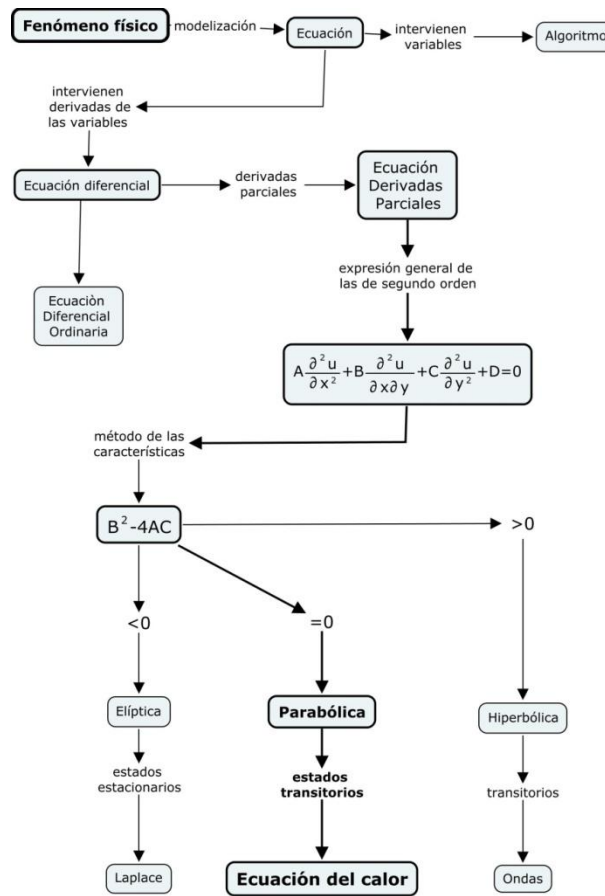 Fenómeno físico
modelización
Ecuación
intervienen
variables
Algoritmo
intervienen
derivadas de
las variables
Ecuación diferencial
derivadas
parciales
Ecuación
Derivadas
Parciales
Ecuaciòn
Diferencial
Ordinaria
expresión general de
las de segundo orden
A ∂²u/∂x² + B ∂²u/∂x∂y + C ∂²u/∂y² + D=0
método de las
características
B²-4AC
>0
<0
=0
Elíptica
Parabólica
Hiperbólica
estados
estacionarios
estados
transitorios
transitorios
Laplace
Ecuación del calor
Ondas